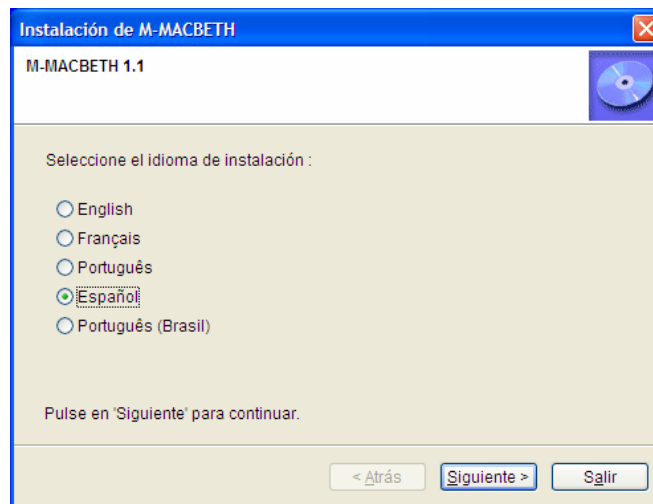 Instalación de M-MACBETH
M-MACBETH 1.1
Seleccione el idioma de instalación :
English
Français
Português
Español
Português (Brasil)
Pulse en 'Siguiente' para continuar.
< Atrás
Siguiente >
Salir